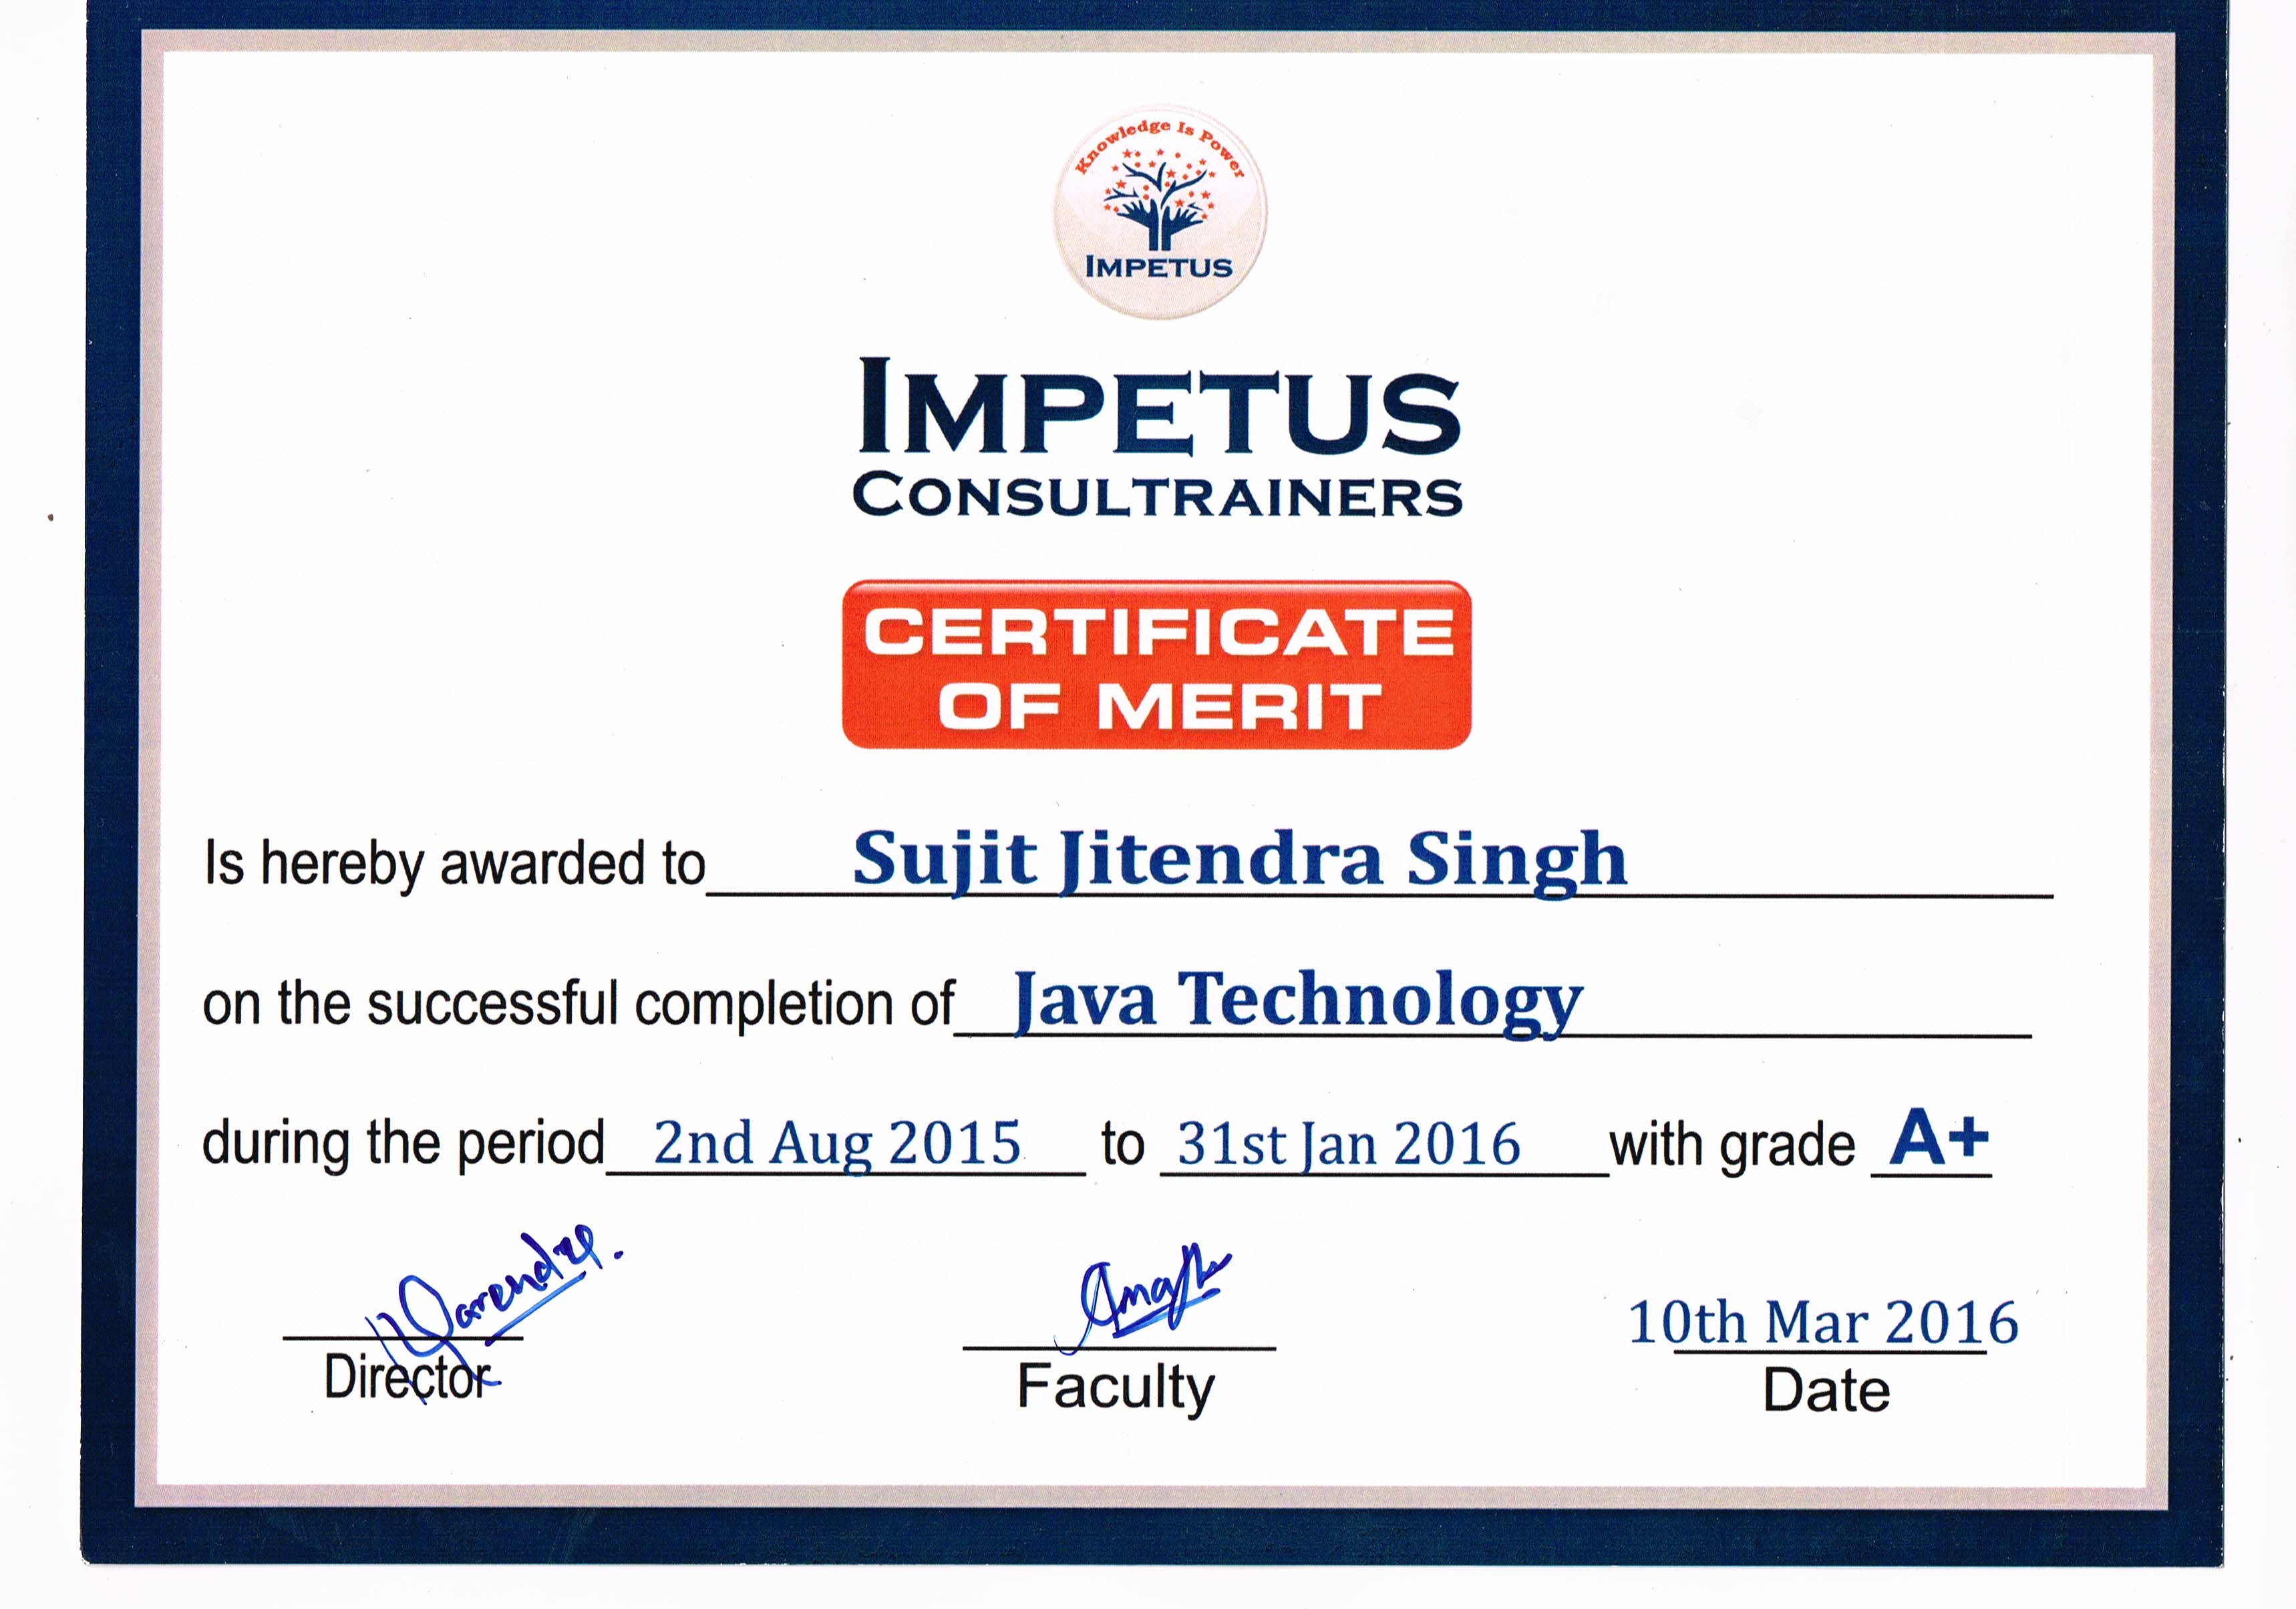 Knowledge Is Power
IMPETUS
IMPETUS
CONSULTRAINERS
CERTIFICATE
OF MERIT
Is hereby awarded to Sujit Jitendra Singh
on the successful completion of Java Technology
during the period 2nd Aug 2015 to 31st Jan 2016 with grade A+
10th Mar 2016
Director Faculty Date